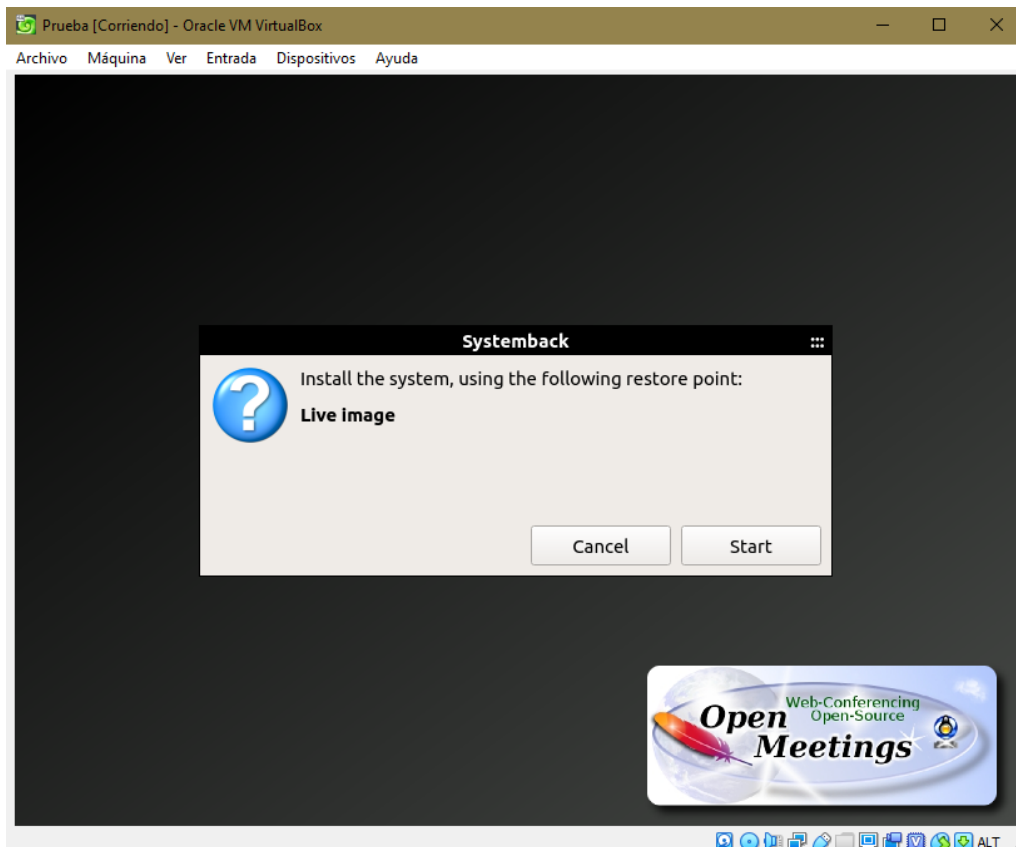 Prueba [Corriendo] - Oracle VM VirtualBox
Archivo Máquina Ver Entrada Dispositivos Ayuda
Systemback
Install the system, using the following restore point:
Live image
Cancel Start
Web-Conferencing
Open Open-Source
Meetings
ALT